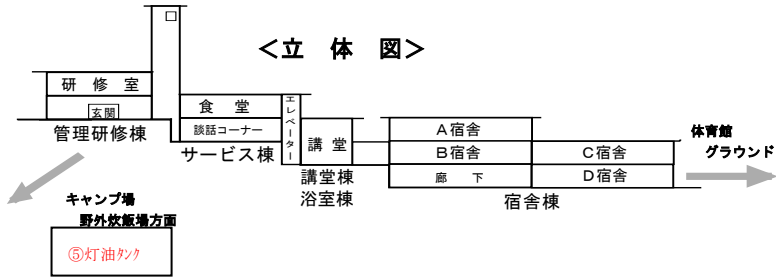 ＜立　体　図＞
研 修 室
玄関
管理研修棟
食　堂
談話コーナー
サービス棟
エレベーター
講 堂
講堂棟
浴室棟
A宿舎
B宿舎
廊　下
C宿舎
D宿舎
宿舎棟
体育館
グラウンド
キャンプ場
野外炊飯場方面
⑤灯油タンク